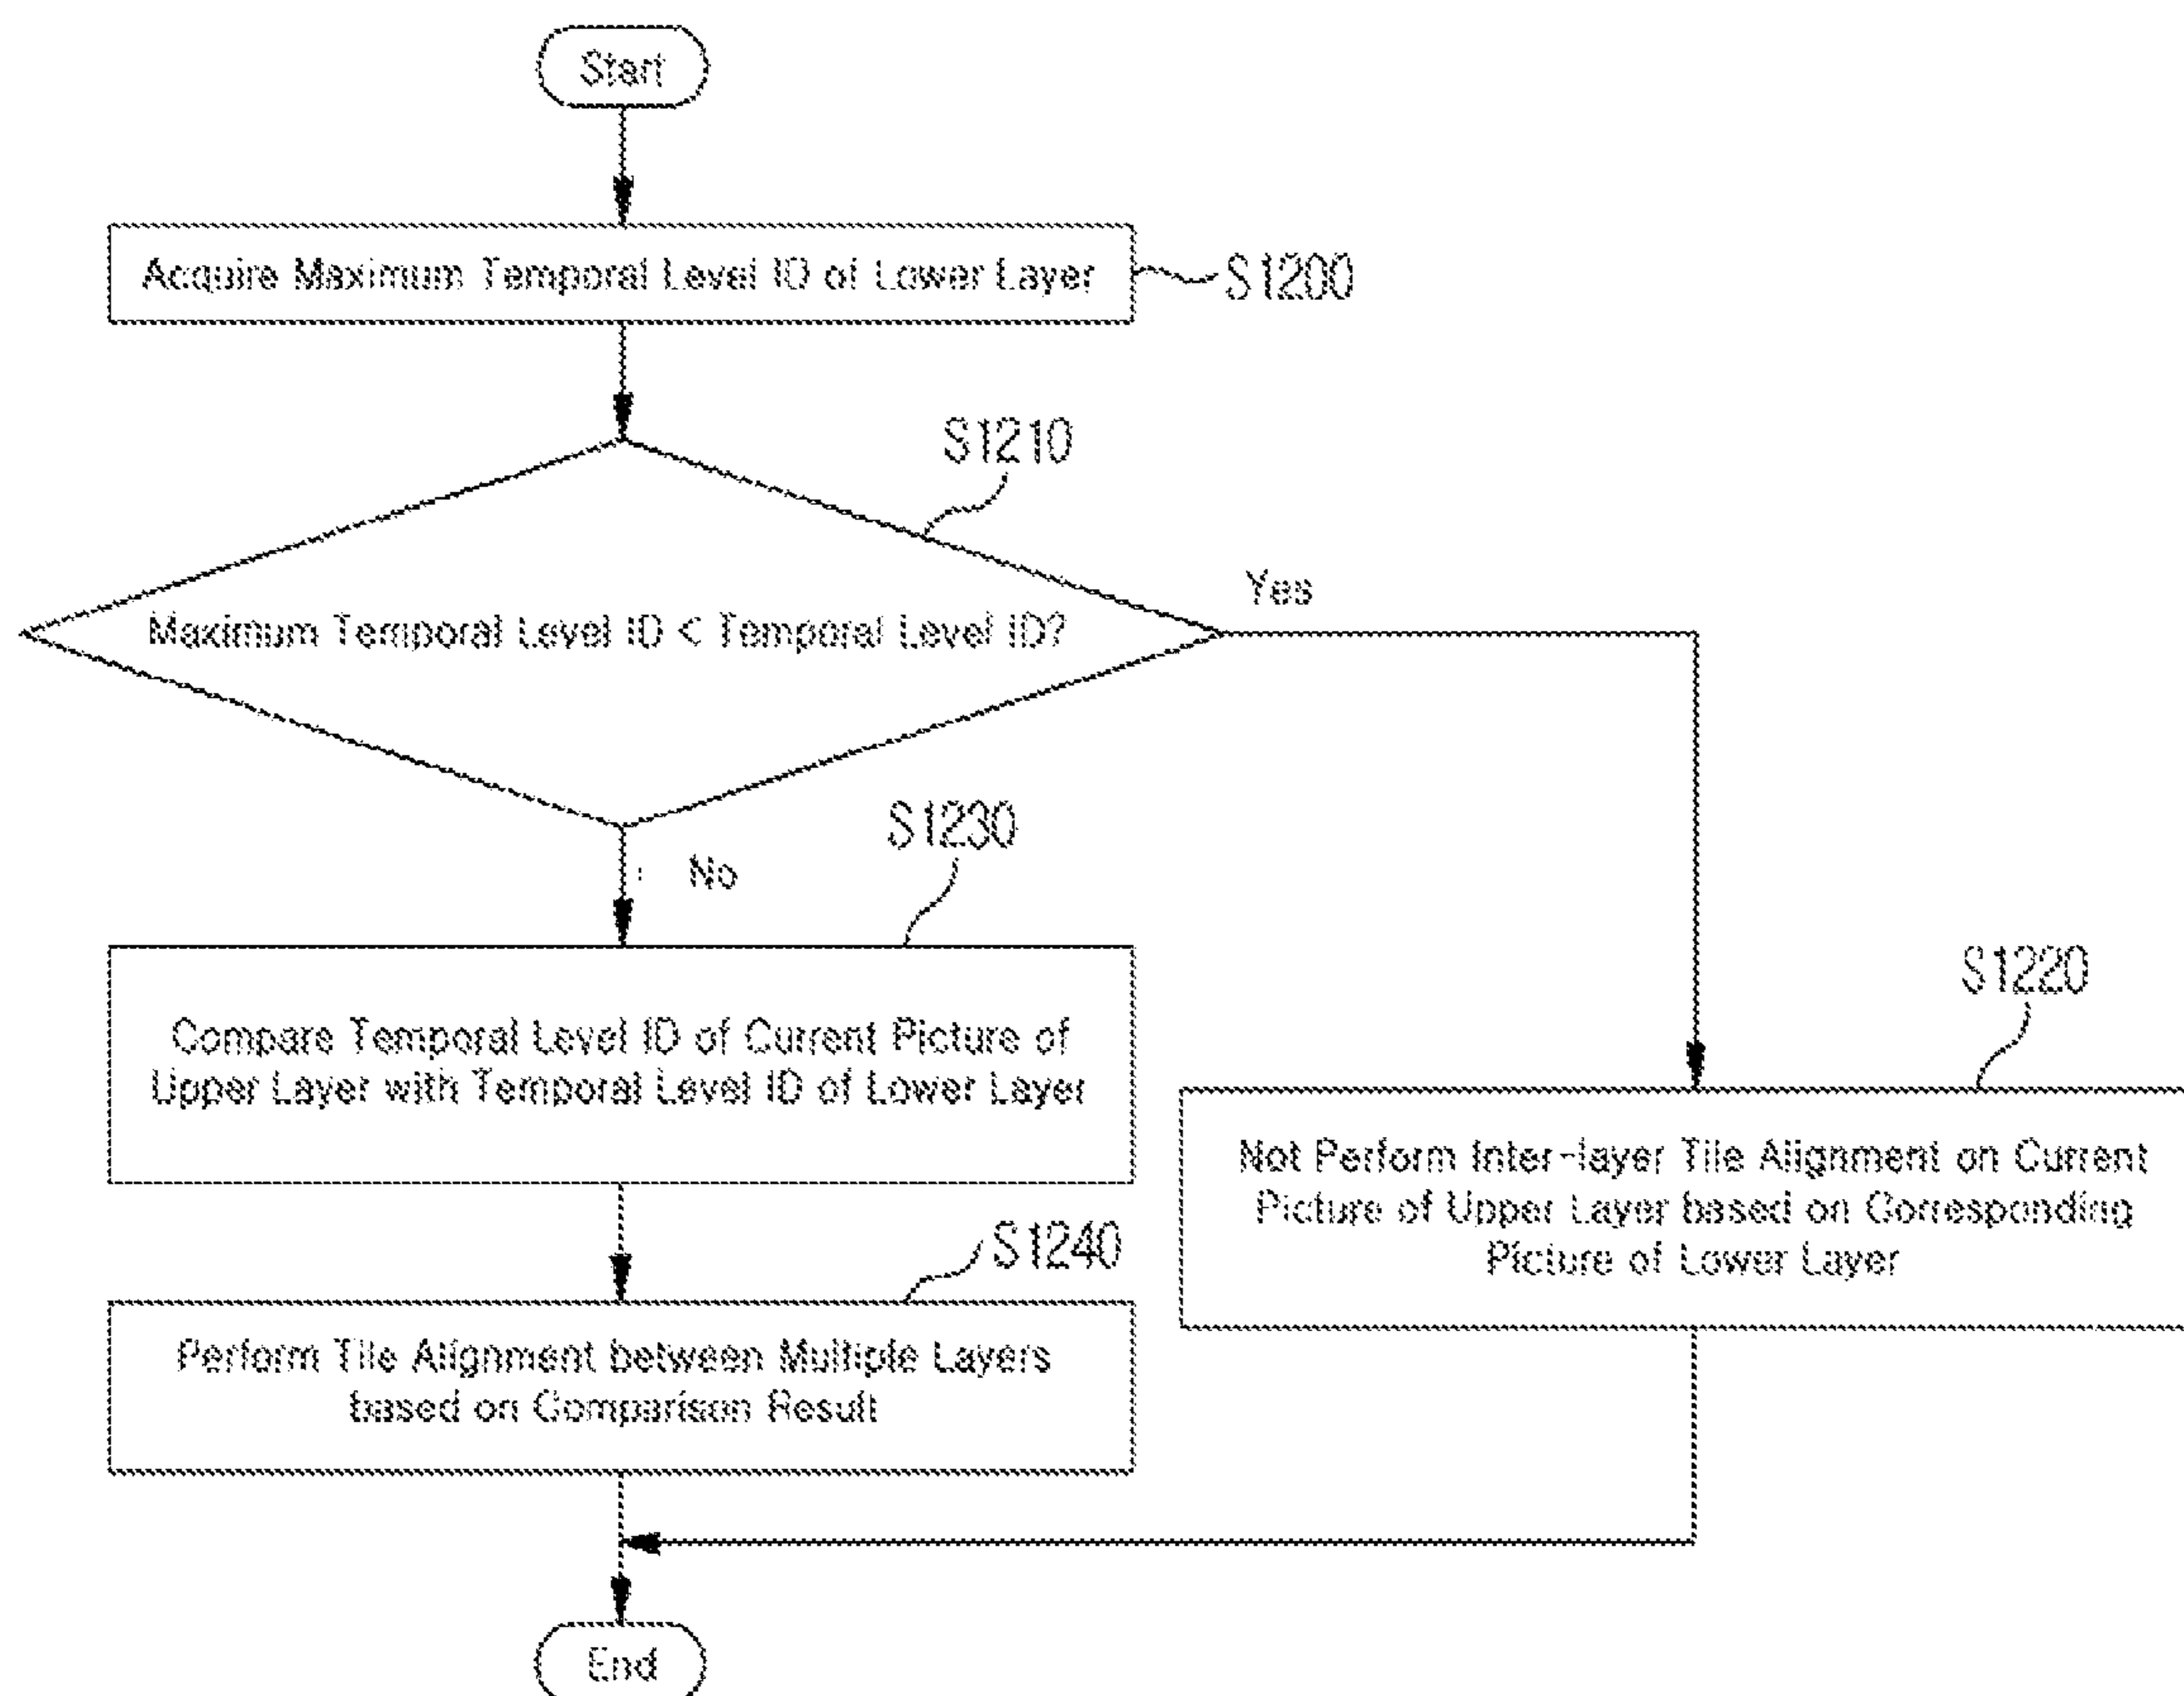 Start
Acquire Maximum Temporal Level ID of Lower Layer
S1200
S1210
Maximum Temporal Level ID < Temporal Level ID?
Yes
No
S1230
Compare Temporal Level ID of Current Picture of
Upper Layer with Temporal Level ID of Lower Layer
S1220
Not Perform Inter-layer Tile Alignment on Current
Picture of Upper Layer based on Corresponding
Picture of Lower Layer
S1240
Perform Tile Alignment between Multiple Layers
based on Comparison Result
End